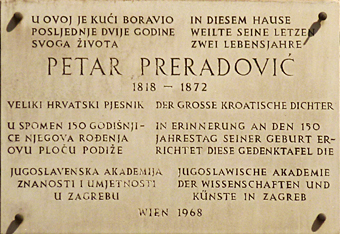 U OVOJ JE KUĆI BORAVIO
POSLJEDNJE DVIJE GODINE
SVOGA ŽIVOTA
IN DIESEM HAUSE
WEILTE SEINE LETZEN
ZWEI LEBENSJAHRE
PETAR PRERADOVIĆ
1818 – 1872
VELIKI HRVATSKI PJESNIK
DER GROSSE KROATISCHE DICHTER
U SPOMEN 150 GODIŠNJI-
CE NJEGOVA ROĐENJA
OVU PLOČU PODIŽE
IN ERINNERUNG AN DEN 150
JAHRESTAG SEINER GEBURT ER-
RICHTET DIESE GEDENKTAFEL DIE
JUGOSLAVENSKA AKADEMIJA
ZNANOSTI I UMJETNOSTI
U ZAGREBU
JUGOSLAWISCHE AKADEMIE
DER WISSENSCHAFTEN UND
KÜNSTE IN ZAGREB
WIEN 1968